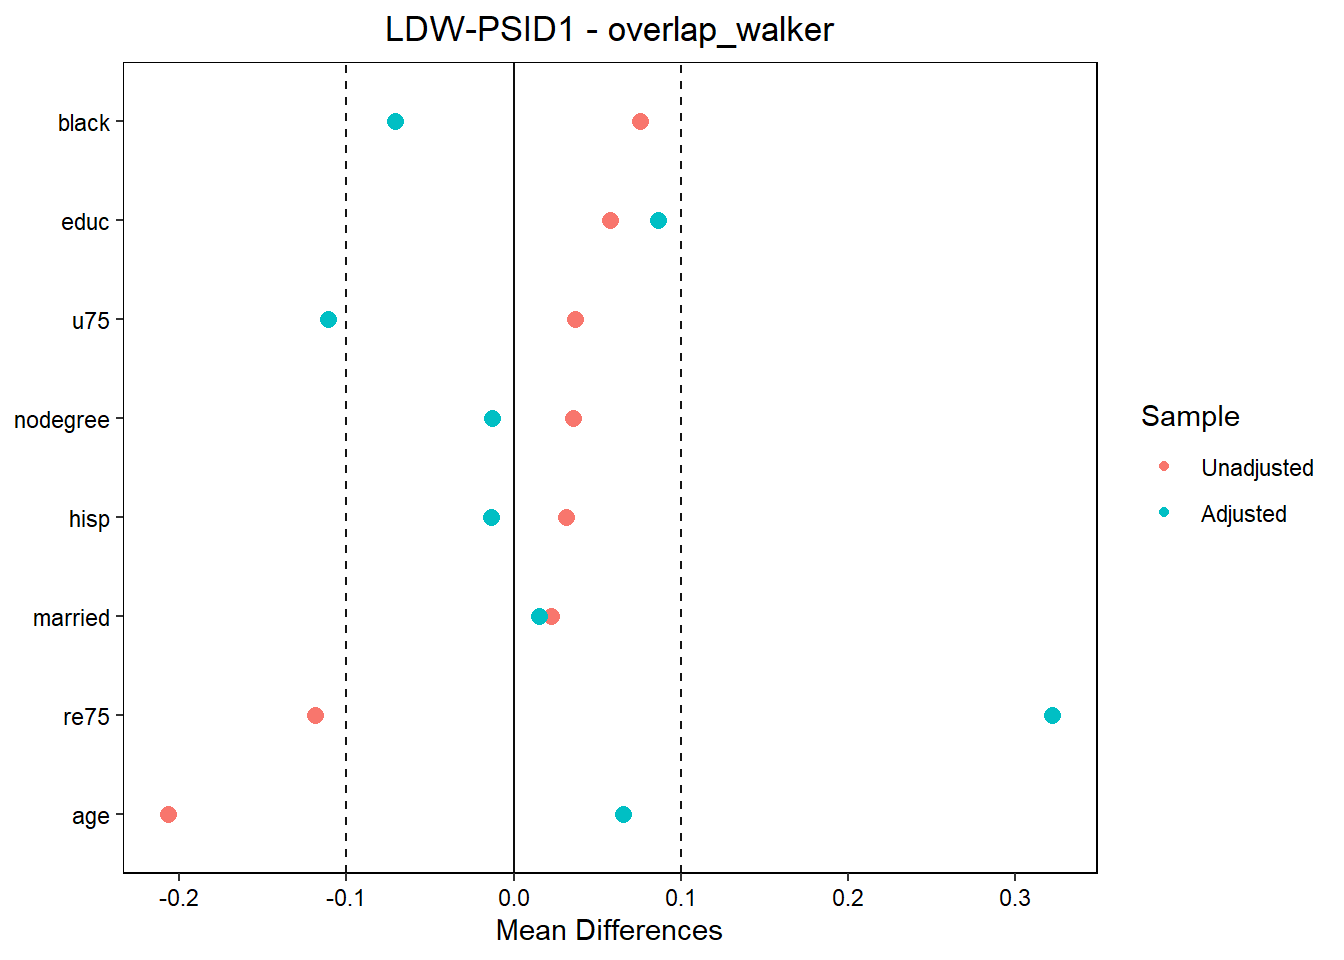 LDW-PSID1 - overlap_walker
black
educ
u75
nodegree
hisp
married
re75
age
-0.2 -0.1 0.0 0.1 0.2 0.3
Mean Differences
Sample
Unadjusted
Adjusted